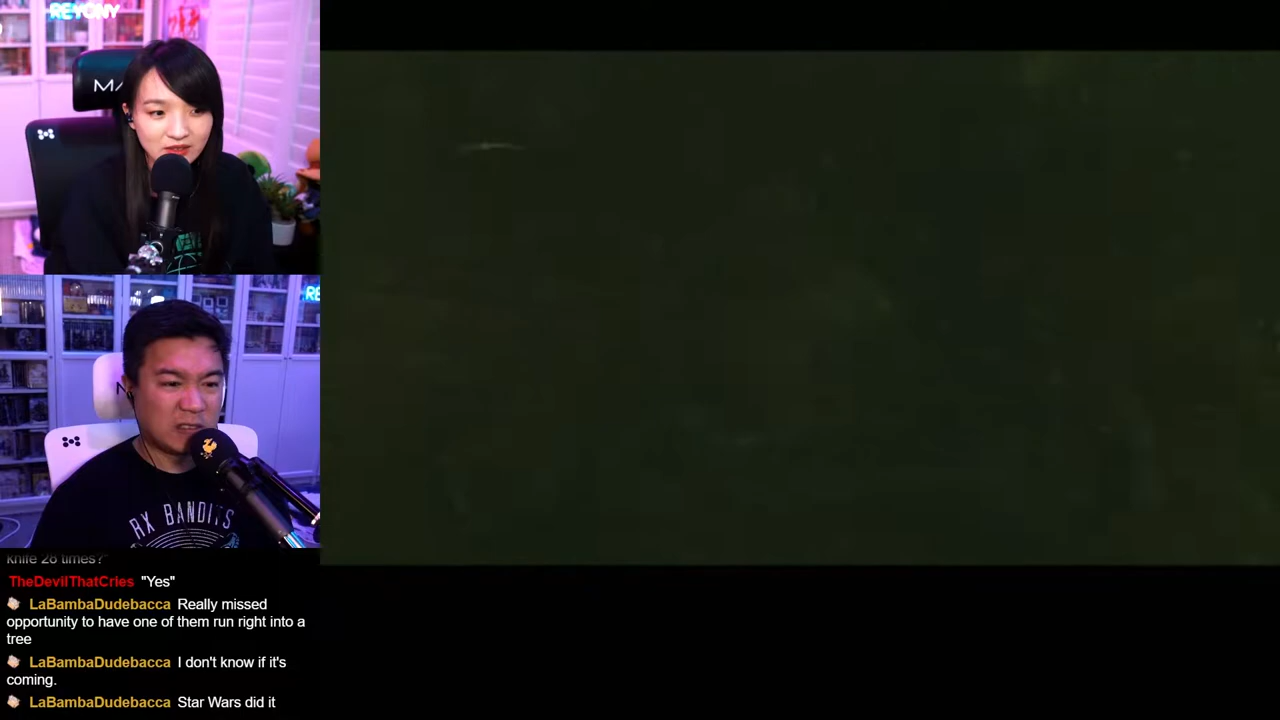 REYONY
MA
RE
RX BANDITS
knife 28 times?"
TheDevilThatCries "Yes"
LaBambaDudebacca Really missed
opportunity to have one of them run right into a
tree
LaBambaDudebacca I don't know if it's
coming.
LaBambaDudebacca Star Wars did it